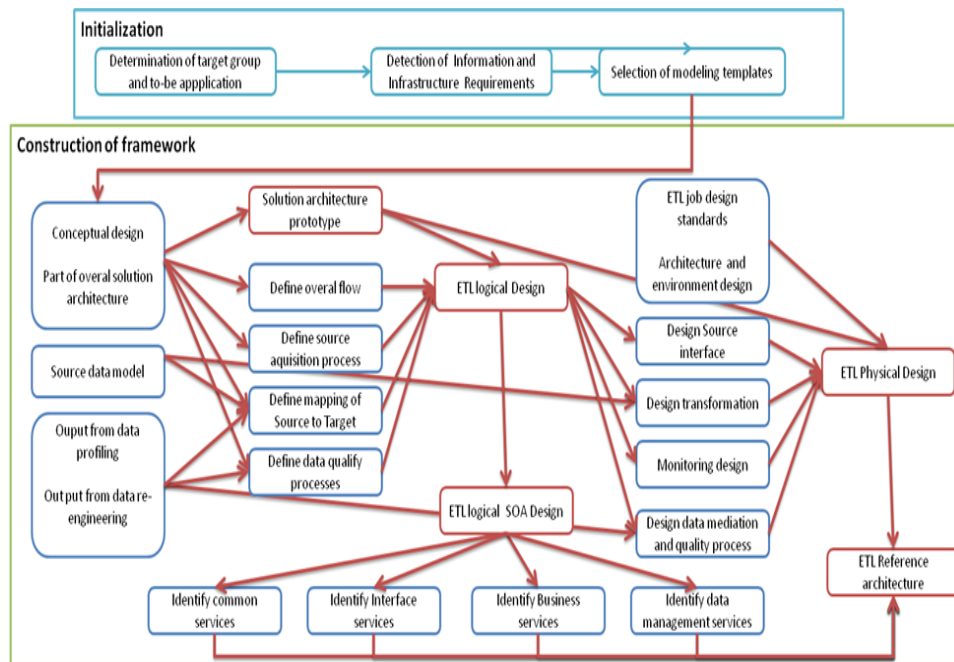 Initialization
Determination of target group
and to-be appplication
Detection of Information and
Infrastructure Requirements
Selection of modeling templates
Construction of framework
Conceptual design
Part of overal solution
architecture
Source data model
Ouput from data
profiling
Output from data re-
engineering
Solution architecture
prototype
Define overal flow
Define source
aquisition process
Define mapping of
Source to Target
Define data qualify
processes
ETL logical Design
ETL logical SOA Design
ETL job design
standards
Architecture and
environment design
Design Source
interface
Design transformation
Monitoring design
Design data mediation
and quality process
ETL Physical Design
ETL Reference
architecture
Identify common
services
Identify Interface
services
Identify Business
services
Identify data
management services